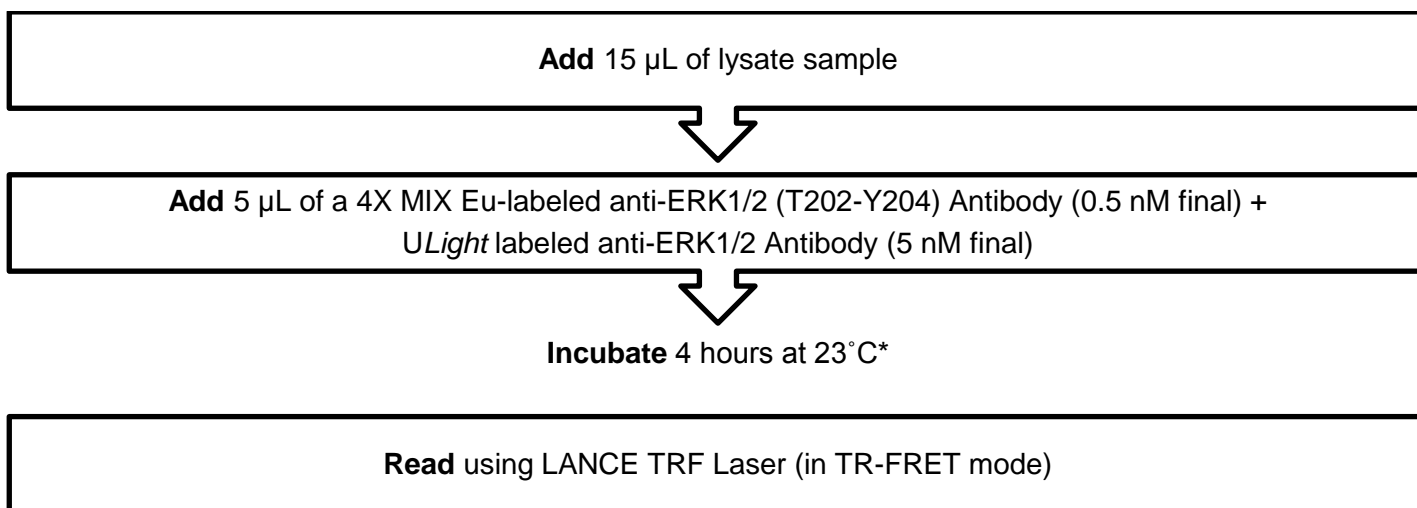 Add 15 µL of lysate sample
Add 5 µL of a 4X MIX Eu-labeled anti-ERK1/2 (T202-Y204) Antibody (0.5 nM final) +
ULight labeled anti-ERK1/2 Antibody (5 nM final)
Incubate 4 hours at 23˚C*
Read using LANCE TRF Laser (in TR-FRET mode)